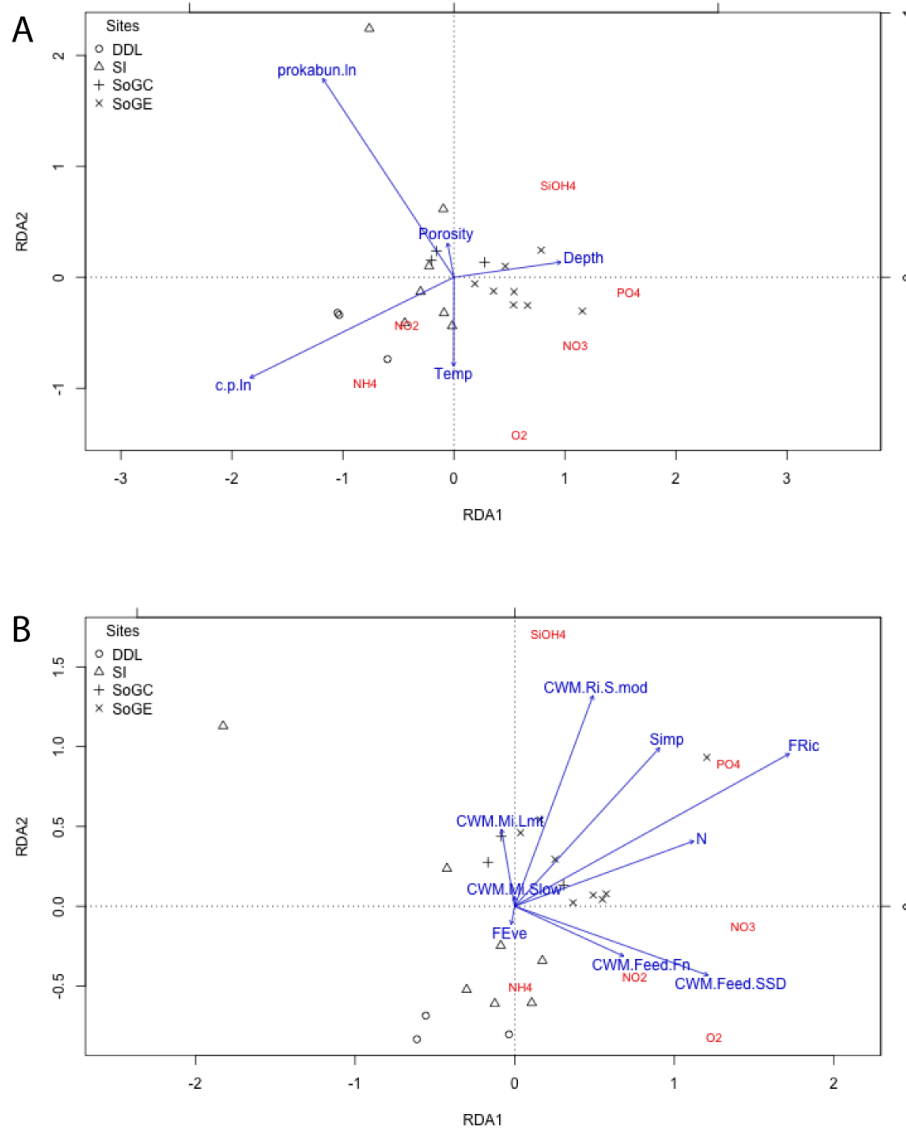 A
Sites
DDL
SI
SoGC
SoGE
prokabun.ln
SiOH4
Porosity
Depth
PO4
NO2
NO3
c.p.ln
NH4
Temp
O2
RDA2
2
1
0
-1
-3
-2
-1
0
1
2
3
RDA1
B
Sites
DDL
SI
SoGC
SoGE
SiOH4
CWM.Ri.S.mod
Simp
FRic
PO4
CWM.Mi.Lmt
N
CWM.Mi.Slow
FEve
NO3
CWM.Feed.Fn
NO2
CWM.Feed.SSD
NH4
O2
RDA2
1.5
1.0
0.5
0.0
-0.5
-2
-1
0
1
2
RDA1